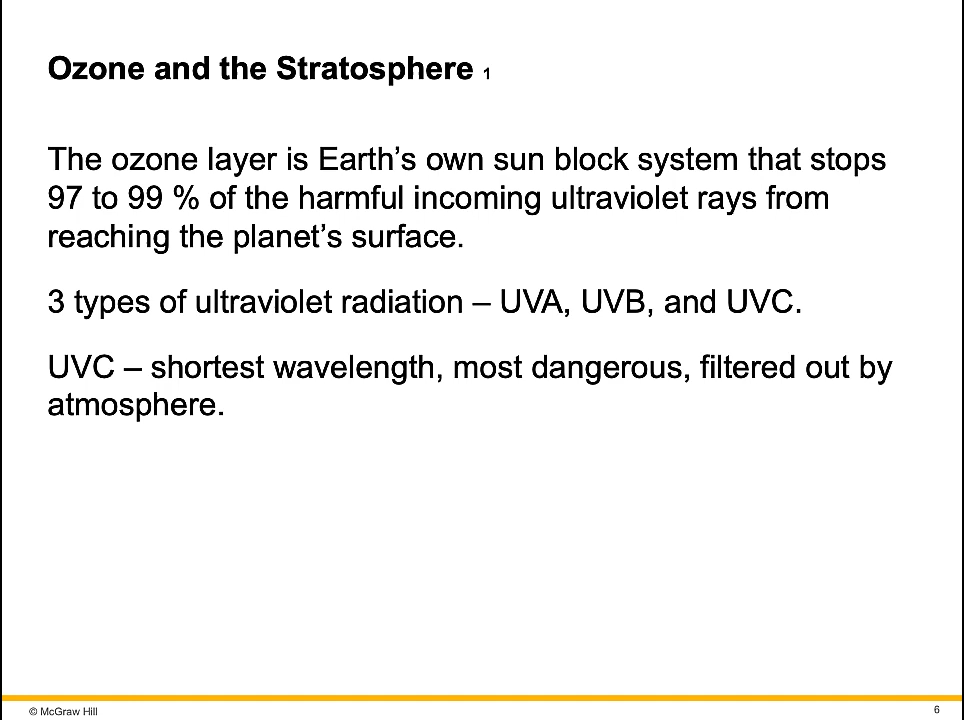 Ozone and the Stratosphere 1
The ozone layer is Earth’s own sun block system that stops
97 to 99 % of the harmful incoming ultraviolet rays from
reaching the planet’s surface.
3 types of ultraviolet radiation – UVA, UVB, and UVC.
UVC – shortest wavelength, most dangerous, filtered out by
atmosphere.
© McGraw Hill
6